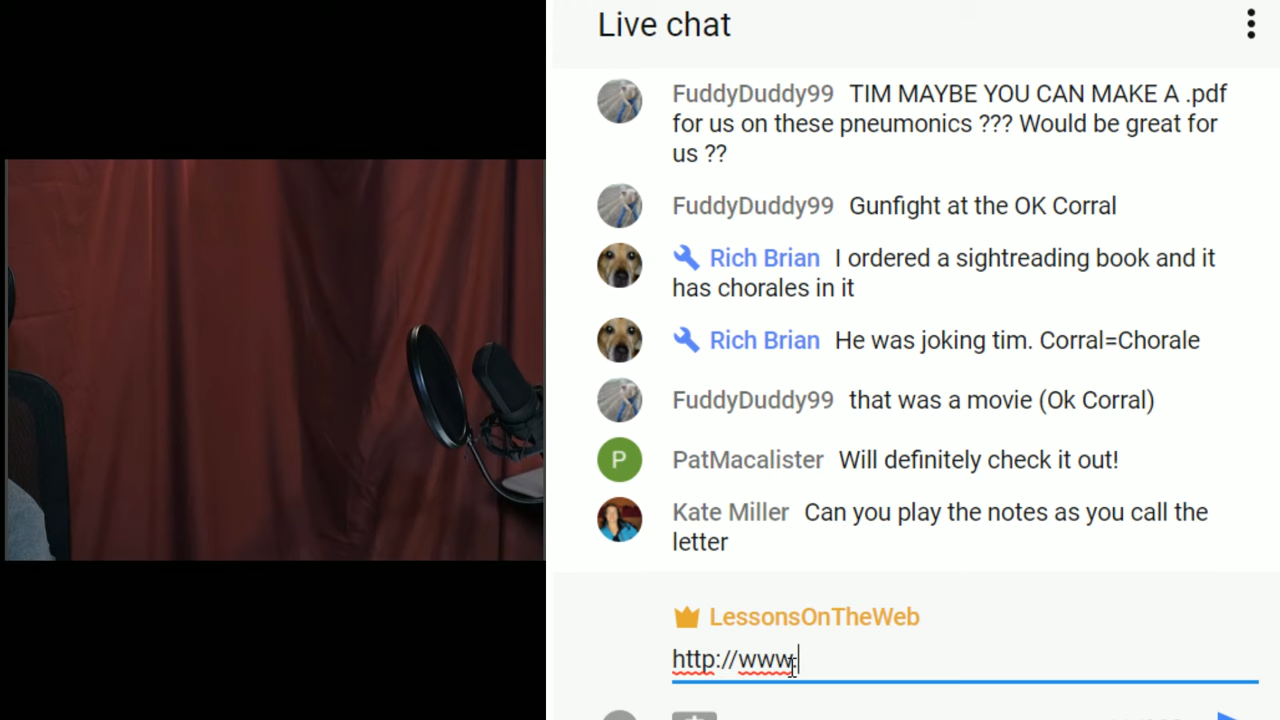 Live chat
FuddyDuddy99 TIM MAYBE YOU CAN MAKE A .pdf
for us on these pneumonics ??? Would be great for
us ??
FuddyDuddy99 Gunfight at the OK Corral
Rich Brian I ordered a sightreading book and it
has chorales in it
Rich Brian He was joking tim. Corral=Chorale
FuddyDuddy99 that was a movie (Ok Corral)
P PatMacalister Will definitely check it out!
Kate Miller Can you play the notes as you call the
letter
LessonsOnTheWeb
http://www.